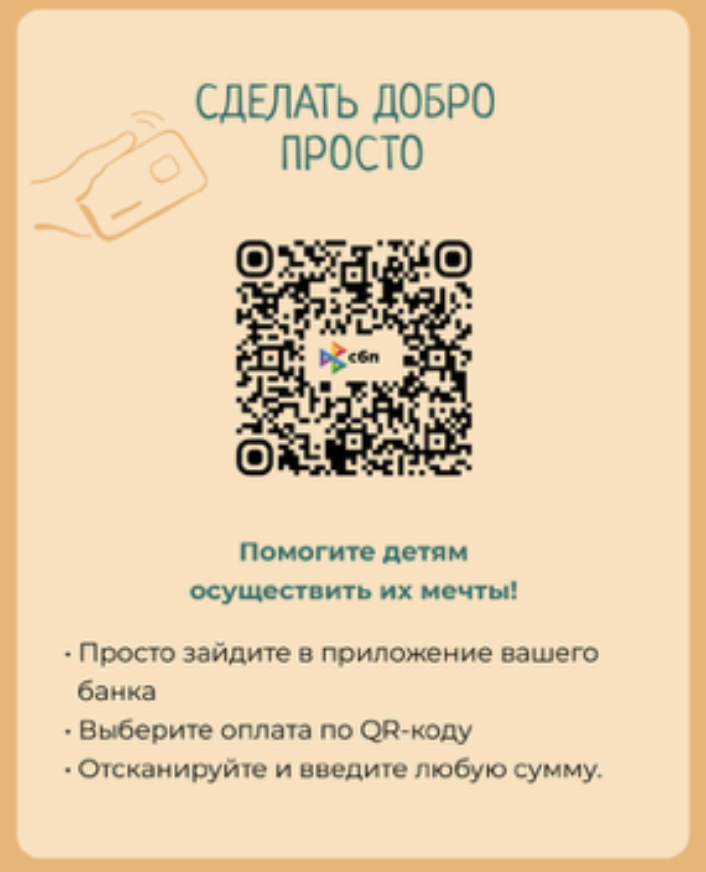 СДЕЛАТЬ ДОБРО
ПРОСТО
сбп
Помогите детям
осуществить их мечты!
• Просто зайдите в приложение вашего
банка
• Выберите оплата по QR-коду
• Отсканируйте и введите любую сумму.